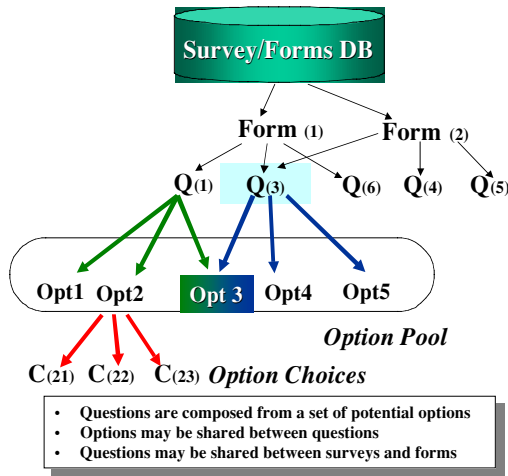 Survey/Forms DB
Form (1) Form (2)
Q(1) Q(3) Q(6) Q(4) Q(5)
Opt1 Opt2 Opt 3 Opt4 Opt5
Option Pool
C(21) C(22) C(23) Option Choices
• Questions are composed from a set of potential options
• Options may be shared between questions
• Questions may be shared between surveys and forms